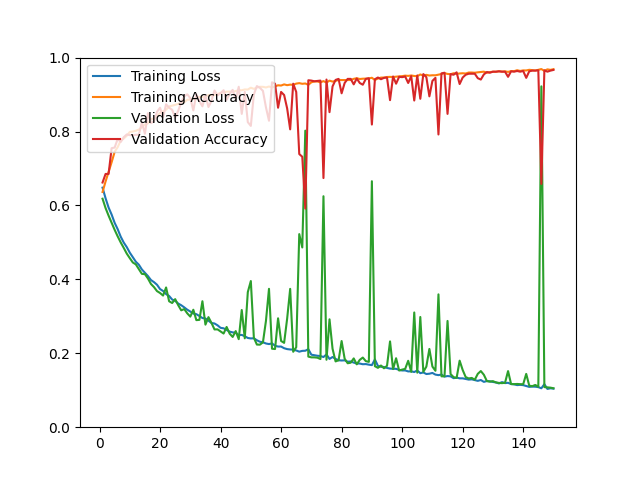 Training Loss
Training Accuracy
Validation Loss
Validation Accuracy
1.0
0.8
0.6
0.4
0.2
0.0
0 20 40 60 80 100 120 140